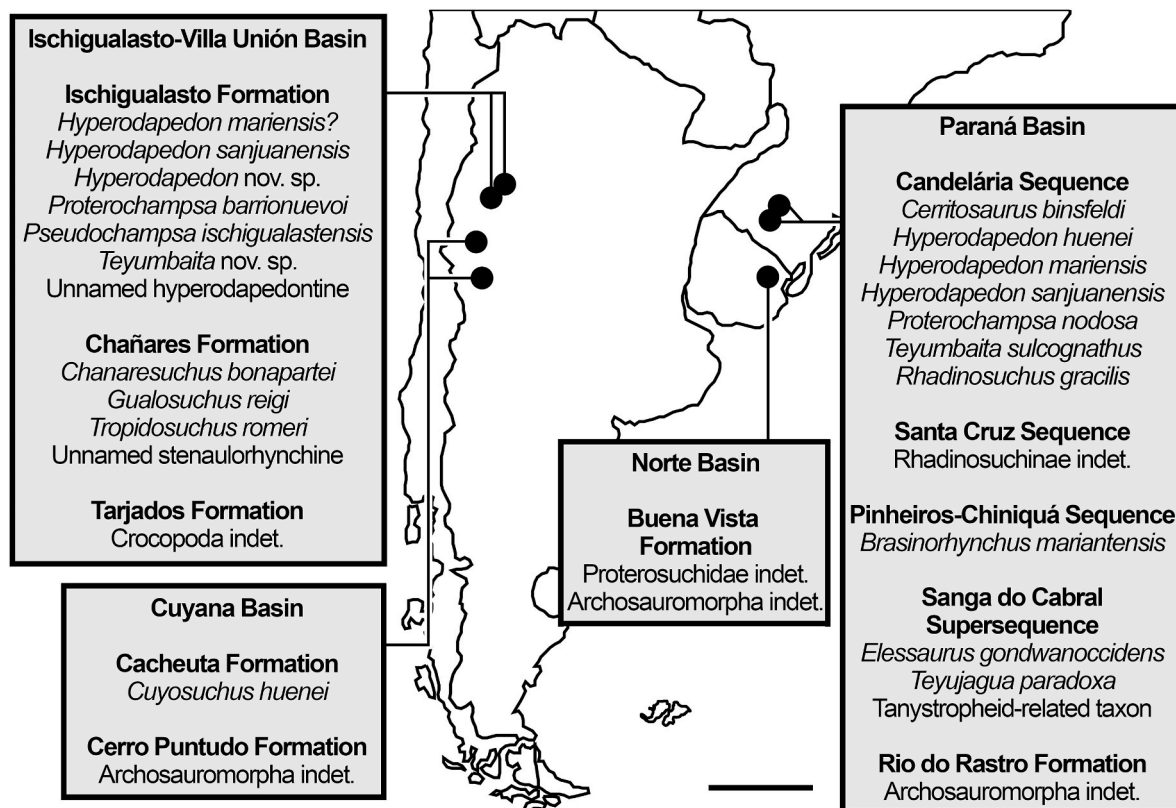 Ischigualasto-Villa Unión Basin
Ischigualasto Formation
Hyperodapedon mariensis?
Hyperodapedon sanjuanensis
Hyperodapedon nov. sp.
Proterochampsa barrionuevoi
Pseudochampsa ischigualastensis
Teyumbaita nov. sp.
Unnamed hyperodapedontine
Chañares Formation
Chanaresuchus bonapartei
Gualosuchus reigi
Tropidosuchus romeri
Unnamed stenaulorhynchine
Tarjados Formation
Crocopoda indet.
Cuyana Basin
Cacheuta Formation
Cuyosuchus huenei
Cerro Puntudo Formation
Archosauromorpha indet.
Norte Basin
Buena Vista
Formation
Proterosuchidae indet.
Archosauromorpha indet.
Paraná Basin
Candelária Sequence
Cerritosaurus binsfeldi
Hyperodapedon huenei
Hyperodapedon mariensis
Hyperodapedon sanjuanensis
Proterochampsa nodosa
Teyumbaita sulcognathus
Rhadinosuchus gracilis
Santa Cruz Sequence
Rhadinosuchinae indet.
Pinheiros-Chiniquá Sequence
Brasinorhynchus mariantensis
Sanga do Cabral
Supersequence
Elessaurus gondwanoccidens
Teyujagua paradoxa
Tanystropheid-related taxon
Rio do Rastro Formation
Archosauromorpha indet.